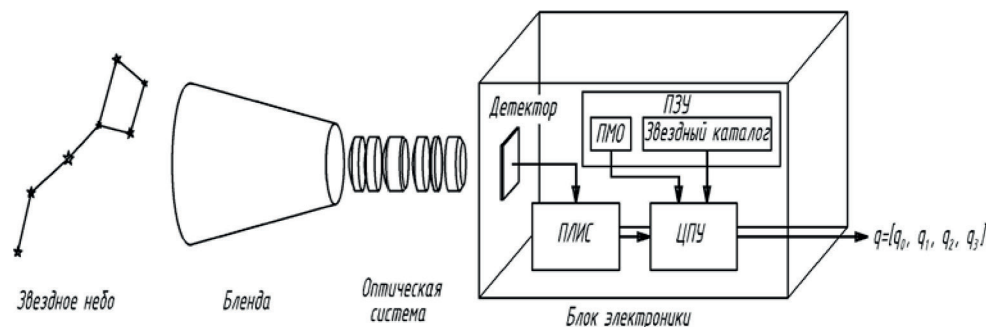 Звездное небо
Бленда
Оптическая
система
Детектор
ПЗУ
ПМО
Звездный каталог
ПЛИС
ЦПУ
q=[q₀, q₁, q₂, q₃]
Блок электроники